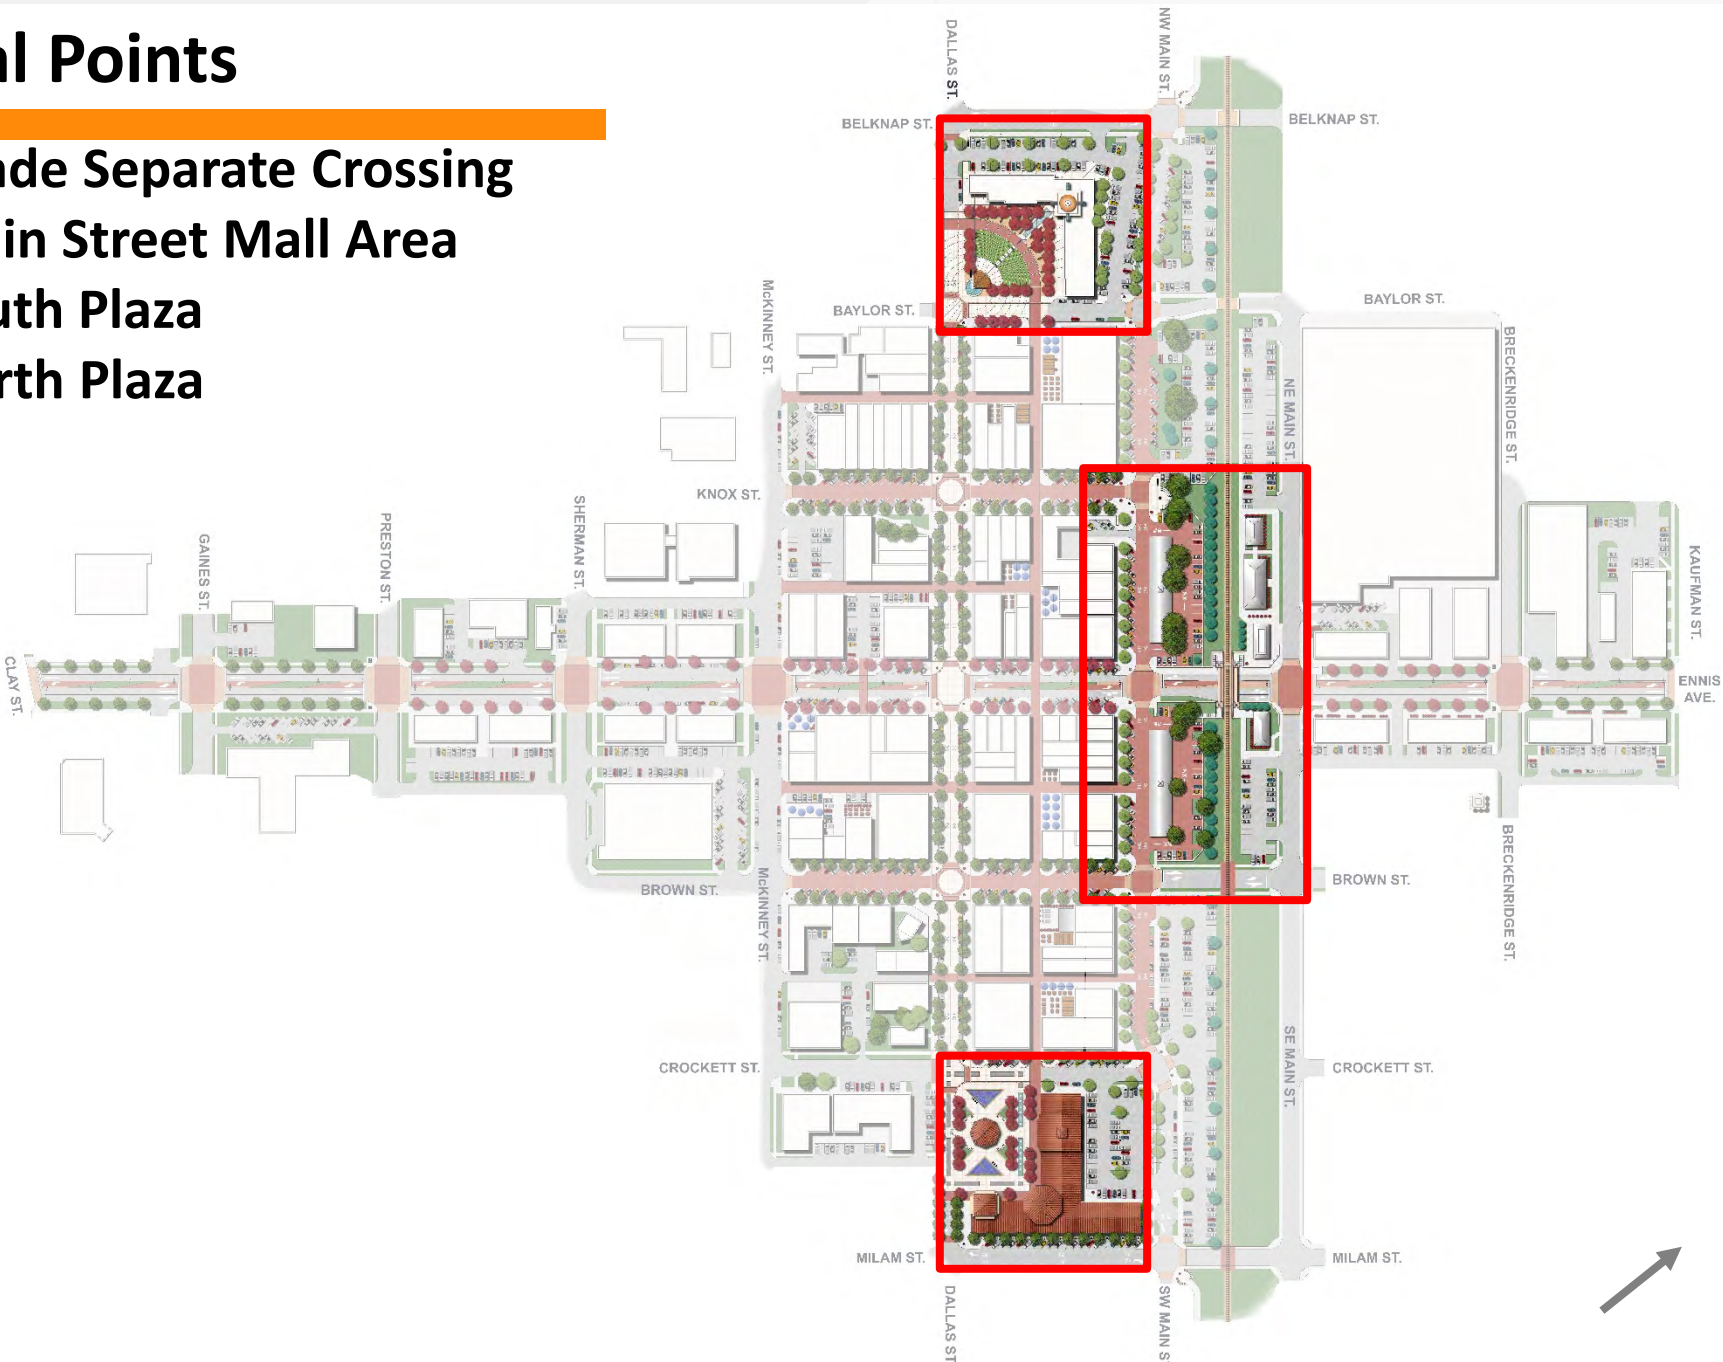 al Points
ade Separate Crossing
in Street Mall Area
uth Plaza
rth Plaza
DALLAS ST.
NW MAIN ST.
BELKNAP ST.
BELKNAP ST.
McKINNEY ST.
BAYLOR ST.
BAYLOR ST.
BRECKENRIDGE ST.
NE MAIN ST.
KNOX ST.
SHERMAN ST.
PRESTON ST.
GAINES ST.
KAUFMAN ST.
CLAY ST.
ENNIS
AVE.
BROWN ST.
McKINNEY ST.
BROWN ST.
BRECKENRIDGE ST.
SE MAIN ST.
CROCKETT ST.
CROCKETT ST.
MILAM ST.
MILAM ST.
DALLAS ST
SW MAIN S